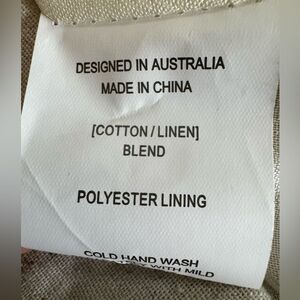 DESIGNED IN AUSTRALIA
MADE IN CHINA
[COTTON/LINEN]
BLEND
POLYESTER LINING
COLD HAND WASH
WITH MILD